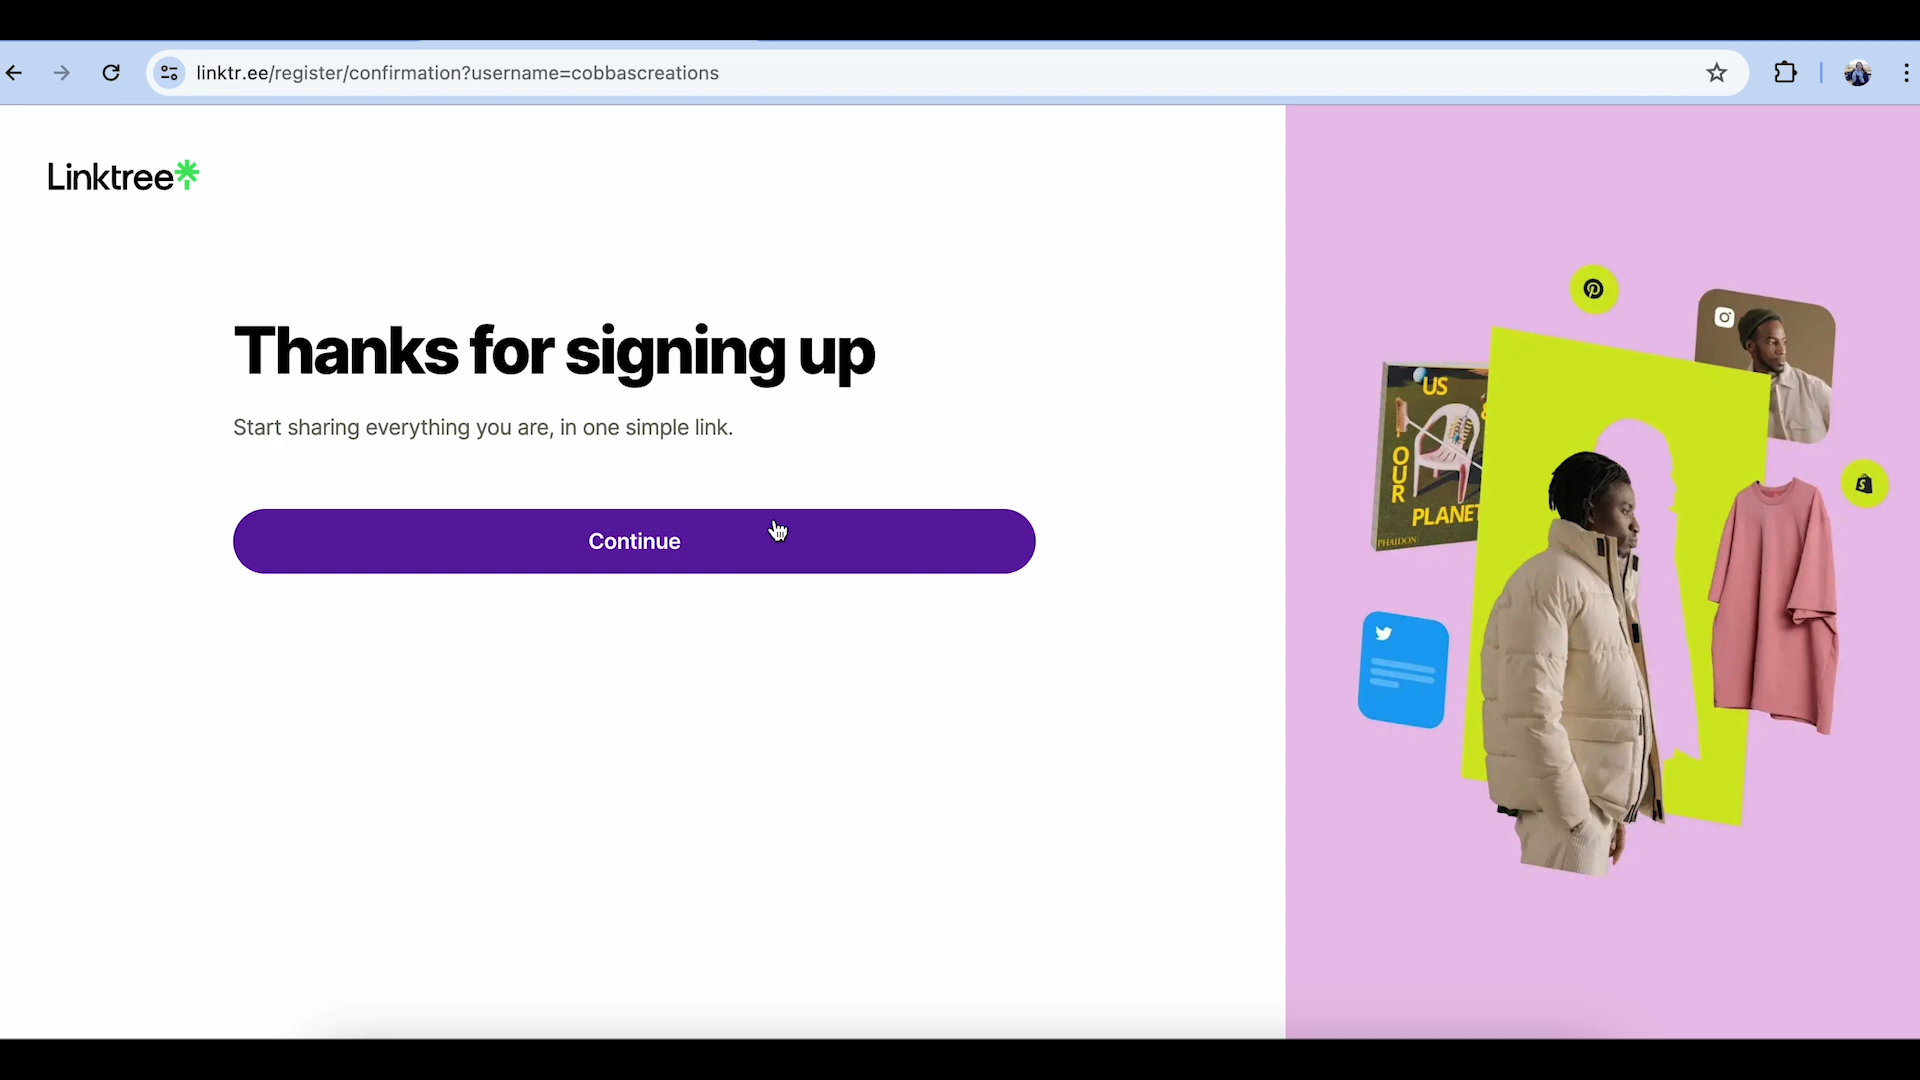 linktr.ee/register/confirmation?username=cobbascreations
Linktree
Thanks for signing up
Start sharing everything you are, in one simple link.
Continue
US
OUR
PLANET
PHAIDON